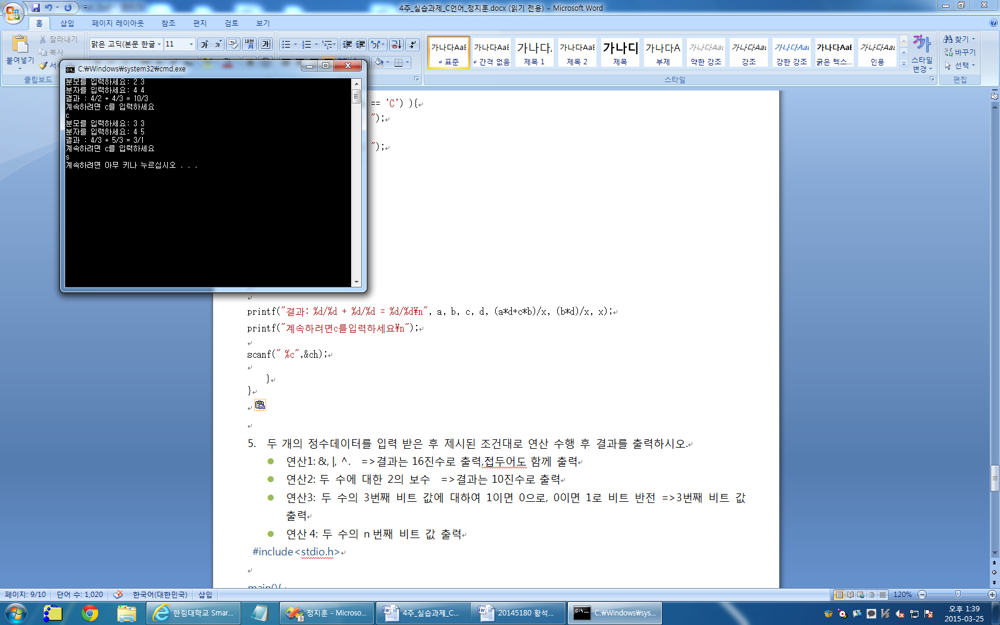 4주_실습과제_C언어_정지훈.docx (읽기 전용) - Microsoft Word
홈 삽입 페이지 레이아웃 참조 편지 검토 보기
붙여넣기
잘라내기
복사
맑은 고딕(본문 한글 11
가나다AaB 가나다AaB 가나다 가나다AaB 가나다 가나다A 가나다AaB 가나다AaB 가나다AaB 가나다AaB 가나다AaB
표준 간격 없음 제목 1 제목 2 제목 부제 약한 강조 강조 강한 강조 굵은 텍스... 인용
스타일 변경
찾기
바꾸기
선택
클립보드 스타일 편집
C:\Windows\system32\cmd.exe
분모를 입력하세요: 2 3
분자를 입력하세요: 4 4
결과 : 4/2 + 4/3 = 10/3
계속하려면 c를 입력하세요
c
분모를 입력하세요: 3 3
분자를 입력하세요: 4 5
결과 : 4/3 + 5/3 = 3/1
계속하려면 c를 입력하세요
s
계속하려면 아무 키나 누르십시오 . . .
== 'C') ){
");
");
printf("결과: %d/%d + %d/%d = %d/%d\n", a, b, c, d, (a*d+c*b)/x, (b*d)/x, x);
printf("계속하려면c를입력하세요\n");
scanf(" %c",&ch);
}
}
5. 두 개의 정수데이터를 입력 받은 후 제시된 조건대로 연산 수행 후 결과를 출력하시오.
● 연산1: &, |, ^. =>결과는 16진수로 출력,접두어도 함께 출력
● 연산2: 두 수에 대한 2의 보수 =>결과는 10진수로 출력
● 연산3: 두 수의 3번째 비트 값에 대하여 1이면 0으로, 0이면 1로 비트 반전 =>3번째 비트 값
출력
● 연산 4: 두 수의 n 번째 비트 값 출력
#include<stdio.h>
main(){
페이지: 9/10 단어 수: 1,020 한국어(대한민국) 삽입 120%
한림대학교 Smar... 정지훈 - Microso... 4주_실습과제_C... 20145180 황석... C:\Windows\sys...
오후 1:39
2015-03-25